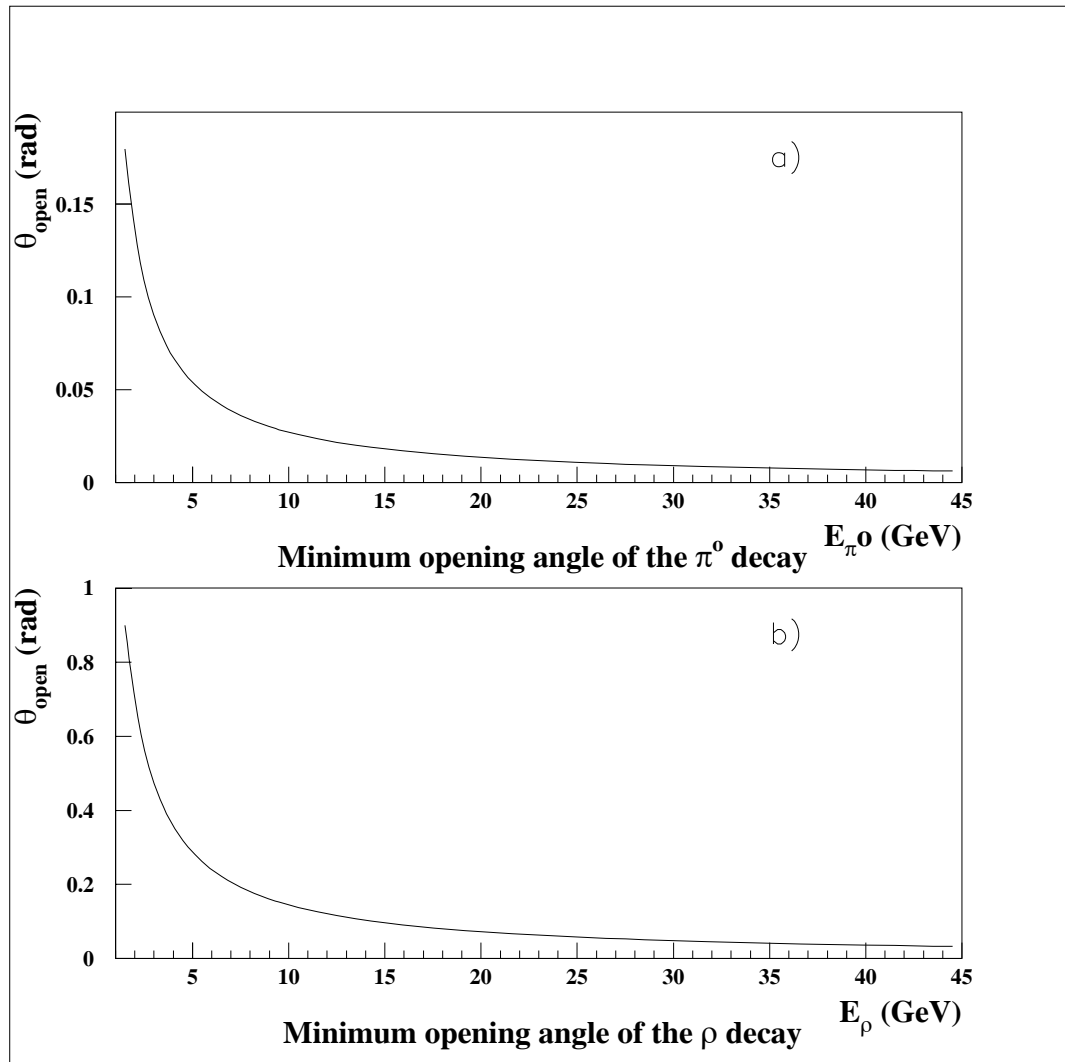 a)
θopen (rad)
0.15
0.1
0.05
0
5 10 15 20 25 30 35 40 45
E_πo (GeV)
Minimum opening angle of the πo decay
b)
θopen (rad)
1
0.8
0.6
0.4
0.2
0
5 10 15 20 25 30 35 40 45
Eρ (GeV)
Minimum opening angle of the ρ decay